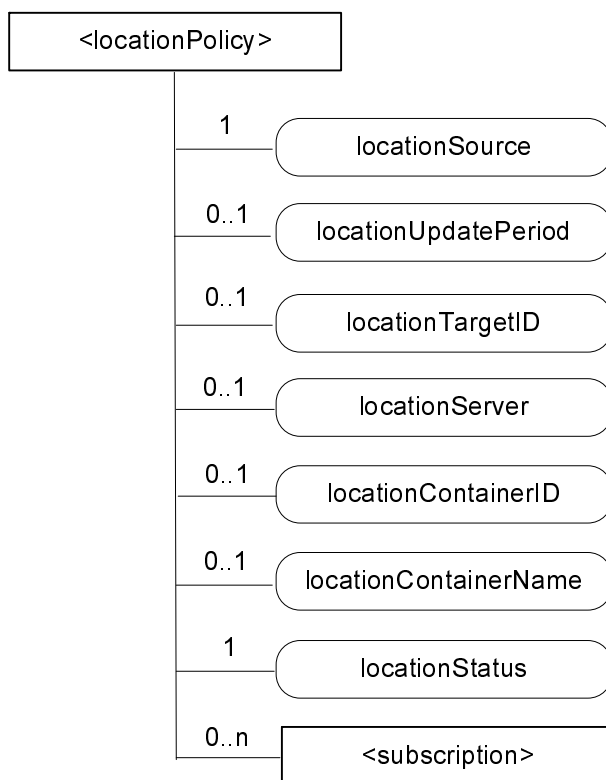 <locationPolicy>
1
locationSource
0..1
locationUpdatePeriod
0..1
locationTargetID
0..1
locationServer
0..1
locationContainerID
0..1
locationContainerName
1
locationStatus
0..n
<subscription>